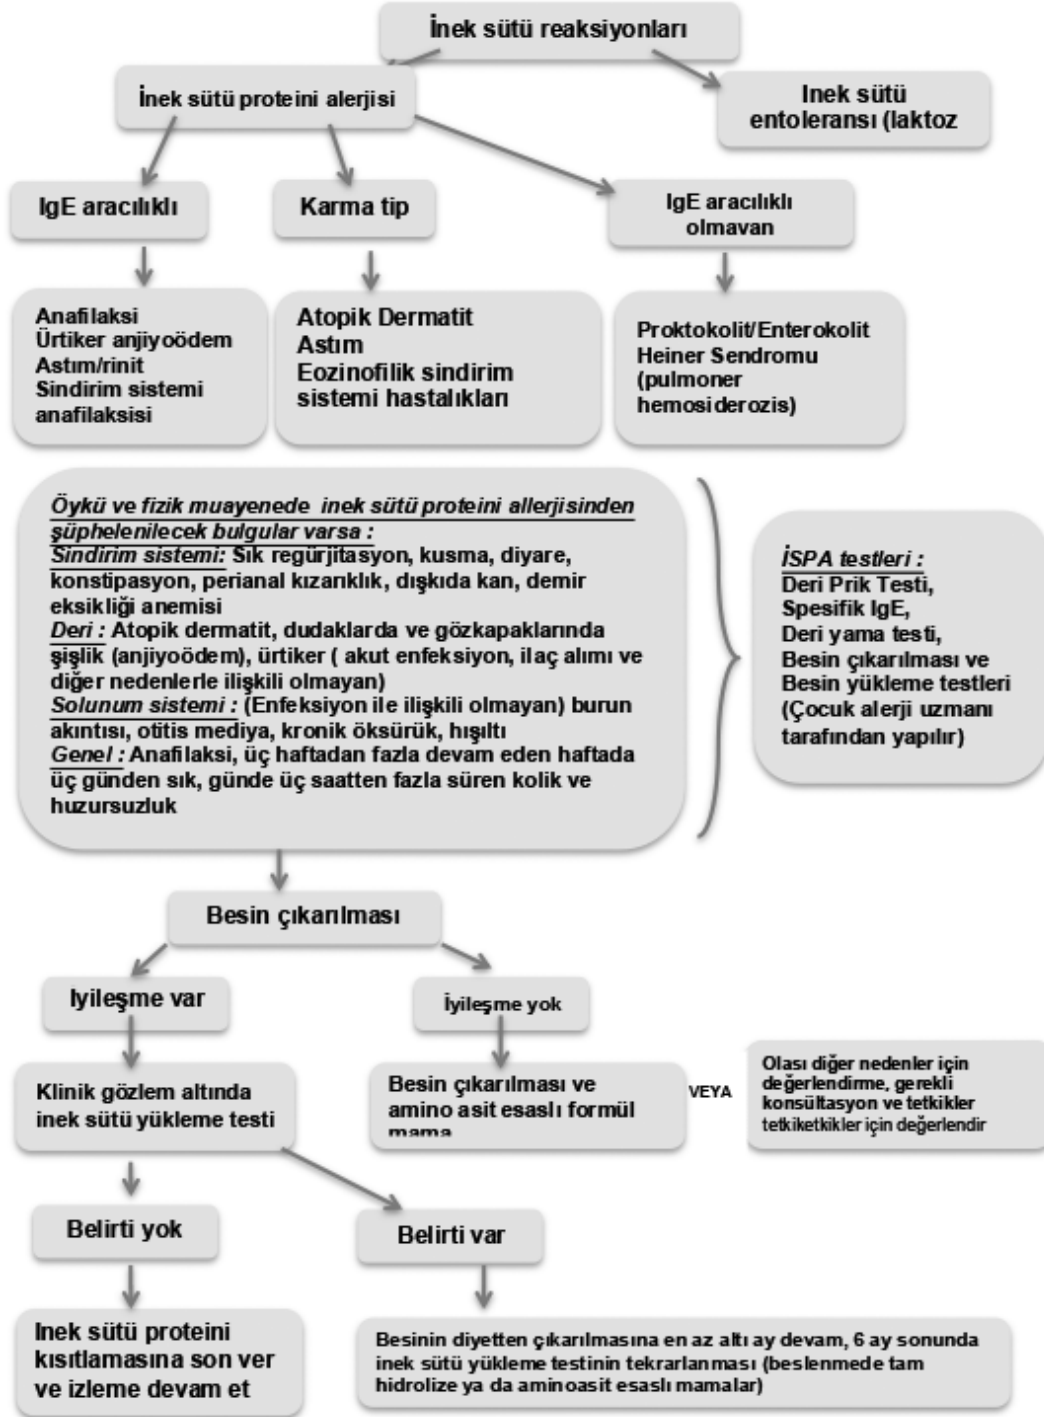 İnek sütü reaksiyonları
İnek sütü proteini alerjisi
Inek sütü
entoleransı (laktoz
IgE aracılıklı
Karma tip
IgE aracılıklı
olmavan
Anafilaksi
Ürtiker anjiyoödem
Astım/rinit
Sindirim sistemi
anafilaksisi
Atopik Dermatit
Astım
Eozinofilik sindirim
sistemi hastalıkları
Proktokolit/Enterokolit
Heiner Sendromu
(pulmoner
hemosiderozis)
Öykü ve fizik muayenede inek sütü proteini allerjisinden
şüphelenilecek bulgular varsa :
Sindirim sistemi: Sık regürjitasyon, kusma, diyare,
konstipasyon, perianal kızarıklık, dışkıda kan, demir
eksikliği anemisi
Deri : Atopik dermatit, dudaklarda ve gözkapaklarında
şişlik (anjiyoödem), ürtiker ( akut enfeksiyon, ilaç alımı ve
diğer nedenlerle ilişkili olmayan)
Solunum sistemi : (Enfeksiyon ile ilişkili olmayan) burun
akıntısı, otitis mediya, kronik öksürük, hışıltı
Genel : Anafilaksi, üç haftadan fazla devam eden haftada
üç günden sık, günde üç saatten fazla süren kolik ve
huzursuzluk
İSPA testleri :
Deri Prik Testi,
Spesifik IgE,
Deri yama testi,
Besin çıkarılması ve
Besin yükleme testleri
(Çocuk alerji uzmanı
tarafından yapılır)
Besin çıkarılması
Iyileşme var
İyileşme yok
Klinik gözlem altında
inek sütü yükleme testi
Besin çıkarılması ve
amino asit esaslı formül
mama
VEYA
Olası diğer nedenler için
değerlendirme, gerekli
konsültasyon ve tetkikler
tetkiketkikler için değerlendir
Belirti yok
Belirti var
Inek sütü proteini
kısıtlamasına son ver
ve izleme devam et
Besinin diyetten çıkarılmasına en az altı ay devam, 6 ay sonunda
inek sütü yükleme testinin tekrarlanması (beslenmede tam
hidrolize ya da aminoasit esaslı mamalar)